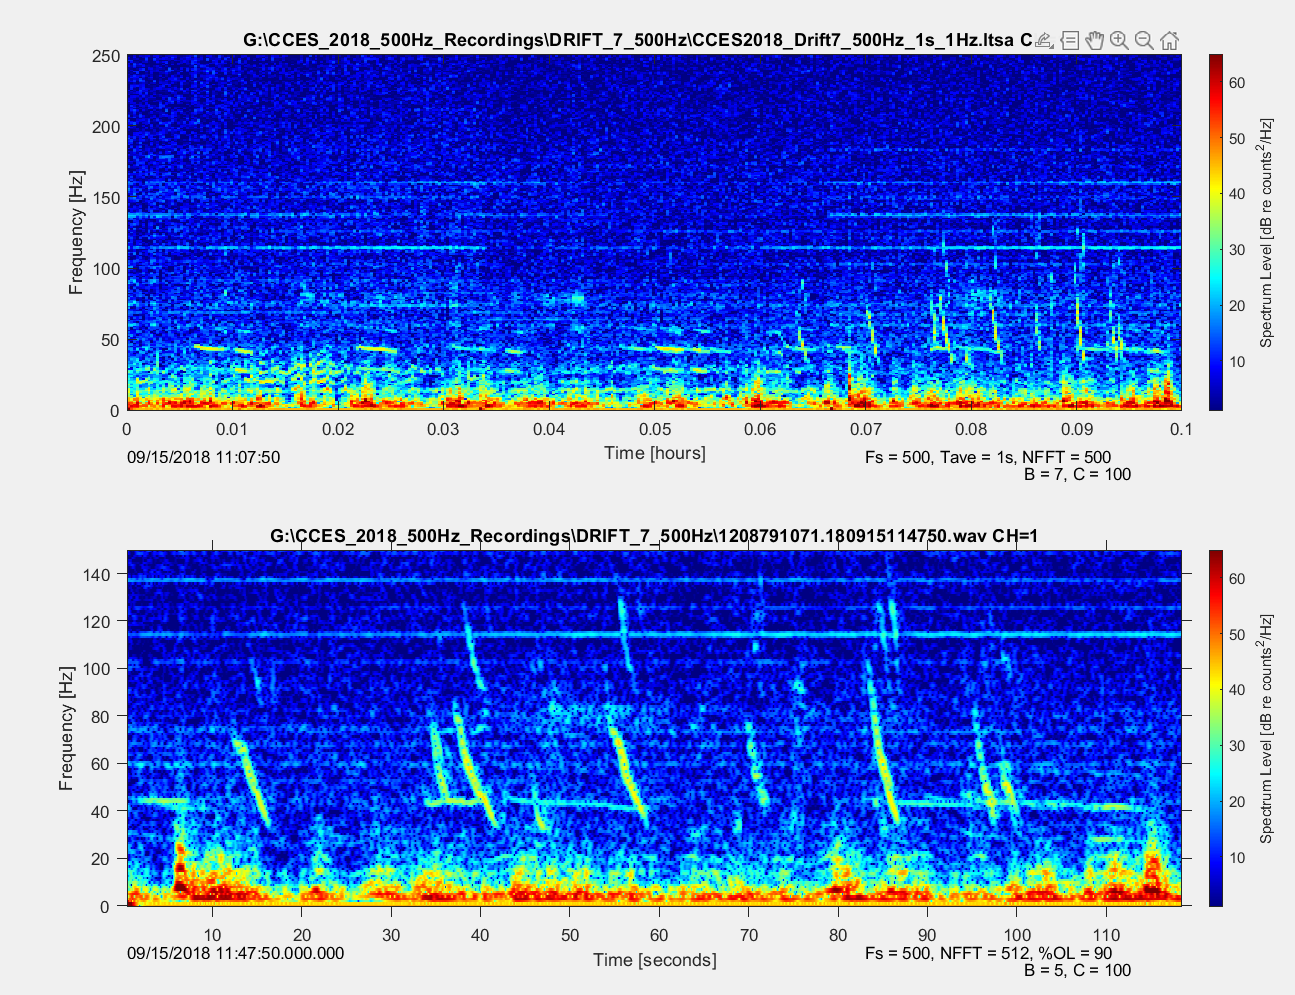 G:\CCES_2018_500Hz_Recordings\DRIFT_7_500Hz\CCES2018_Drift7_500Hz_1s_1Hz.ltsa C
250
200
150
100
50
0
Frequency [Hz]
0 0.01 0.02 0.03 0.04 0.05 0.06 0.07 0.08 0.09 0.1
Time [hours]
09/15/2018 11:07:50
Fs = 500, Tave = 1s, NFFT = 500
B = 7, C = 100
60
50
40
30
20
10
Spectrum Level [dB re counts²/Hz]
G:\CCES_2018_500Hz_Recordings\DRIFT_7_500Hz\1208791071.180915114750.wav CH=1
140
120
100
80
60
40
20
0
Frequency [Hz]
10 20 30 40 50 60 70 80 90 100 110
Time [seconds]
09/15/2018 11:47:50.000.000
Fs = 500, NFFT = 512, %OL = 90
B = 5, C = 100
60
50
40
30
20
10
Spectrum Level [dB re counts²/Hz]